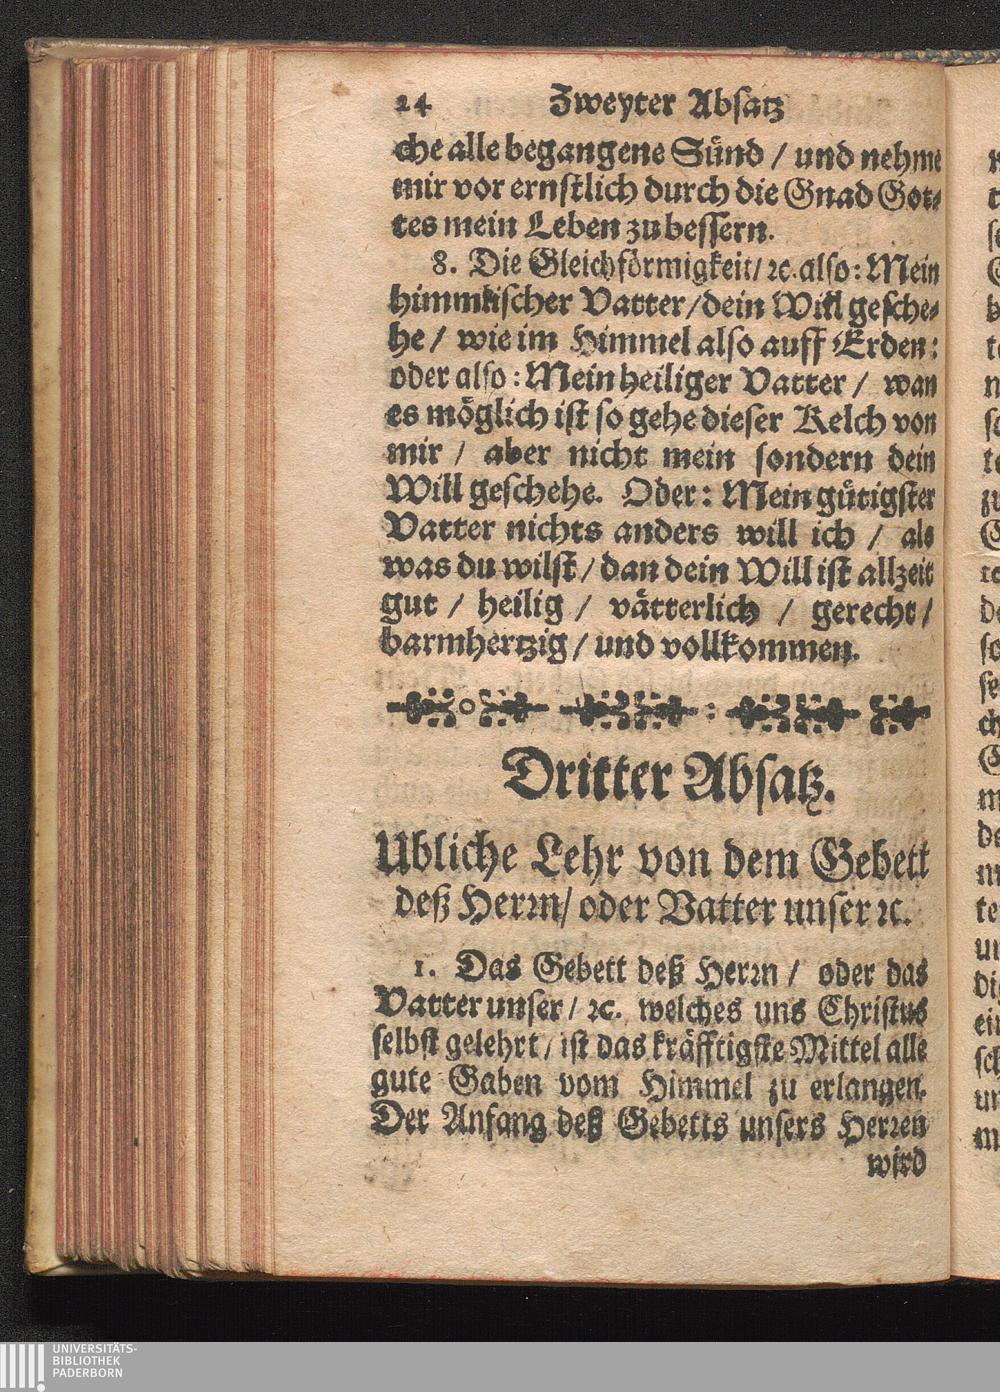 24 Zweyter Absatz
che alle begangene Sünd / und nehme
mir vor ernstlich durch die Gnad Got-
tes mein Leben zu bessern.
8. Die Gleichförmigkeit / ꝛc. also: Mein
himmlischer Vatter / dein Will gesche-
he / wie im Himmel also auff Erden:
oder also: Mein heiliger Vatter / wan
es möglich ist so gehe dieser Kelch von
mir / aber nicht mein sondern dein
Will geschehe. Oder: Mein gütigster
Vatter nichts anders will ich / als
was du wilst / dan dein Will ist allzeit
gut / heilig / vätterlich / gerecht /
barmhertzig / und vollkommen.
Dritter Absatz.
Ubliche Lehr von dem Gebett
deß Herrn / oder Vatter unser ꝛc.
1. Das Gebett deß Herrn / oder das
Vatter unser / ꝛc. welches uns Christus
selbst gelehrt / ist das kräfftigste Mittel alle
gute Gaben vom Himmel zu erlangen.
Der Anfang deß Gebetts unsers Herren
wird
UNIVERSITÄTS-
BIBLIOTHEK
PADERBORN